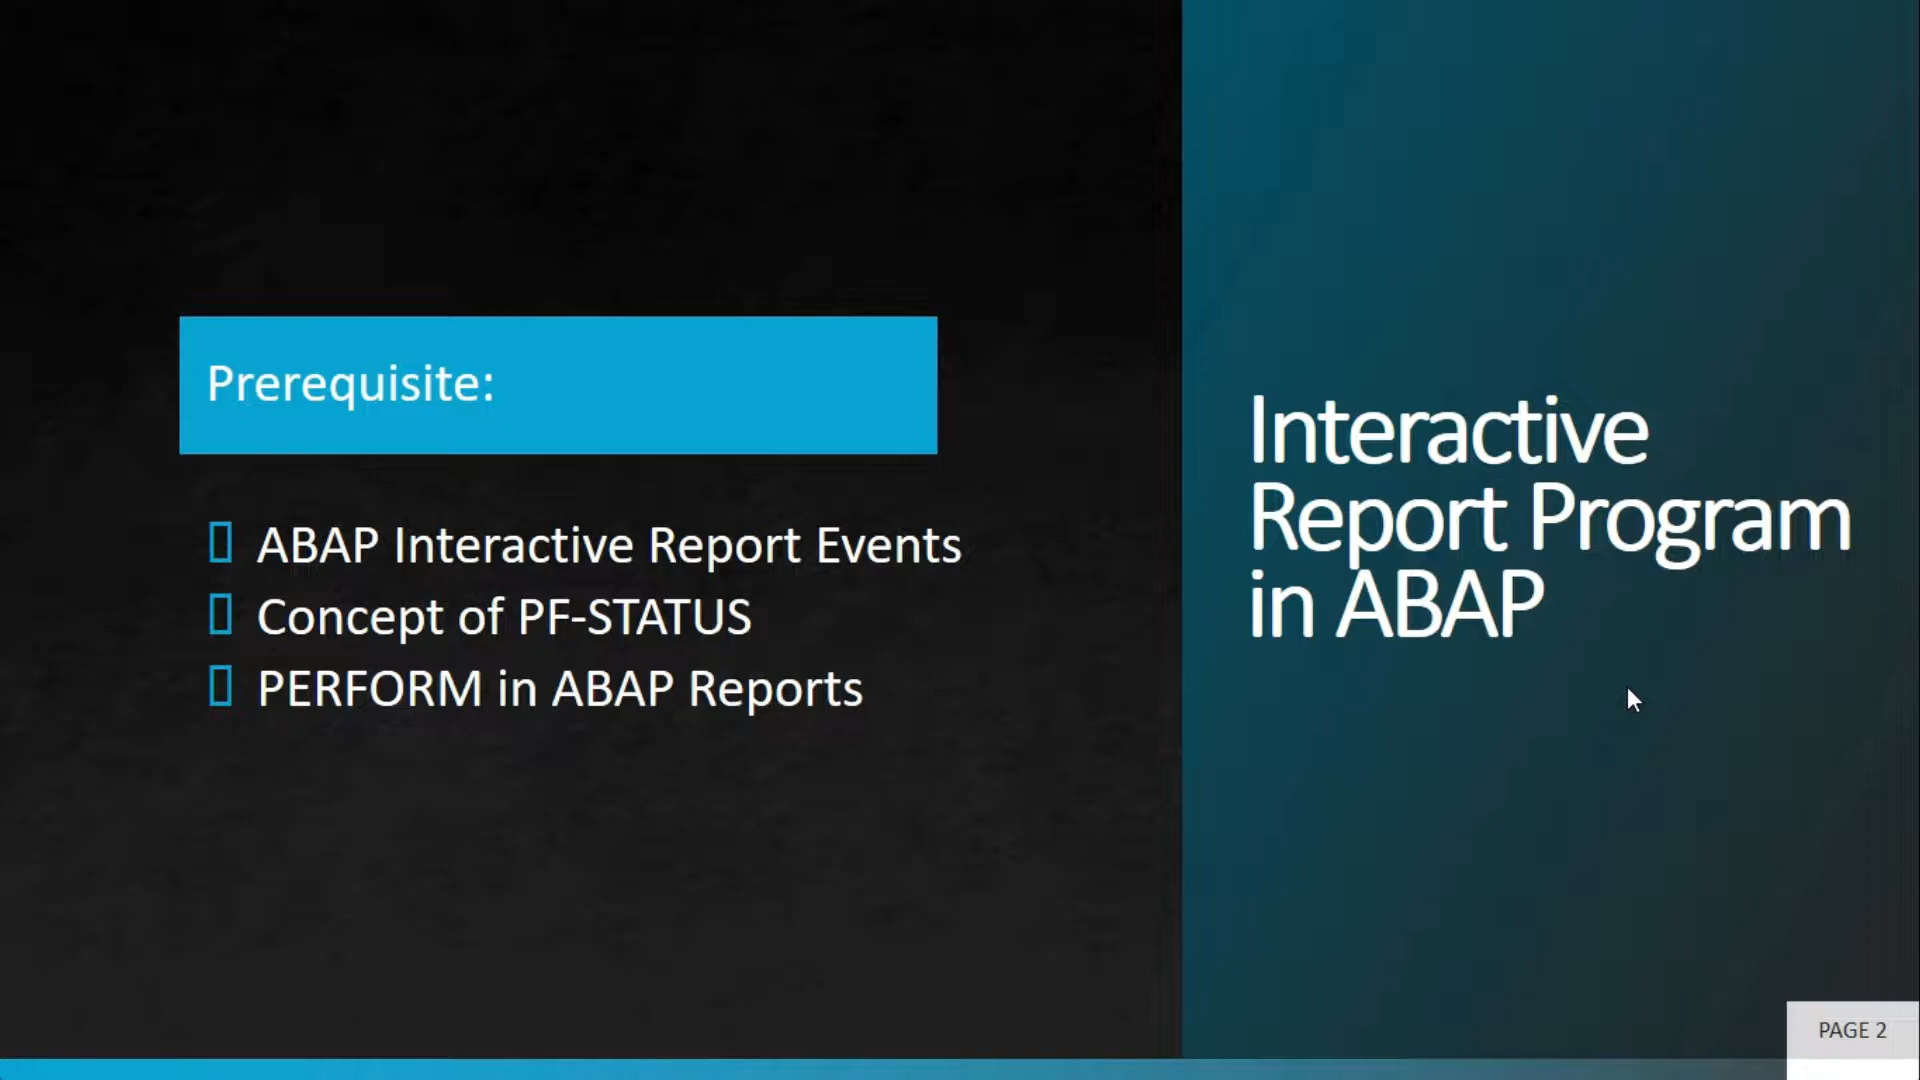 Prerequisite:
ABAP Interactive Report Events
Concept of PF-STATUS
PERFORM in ABAP Reports
Interactive
Report Program
in ABAP
PAGE 2